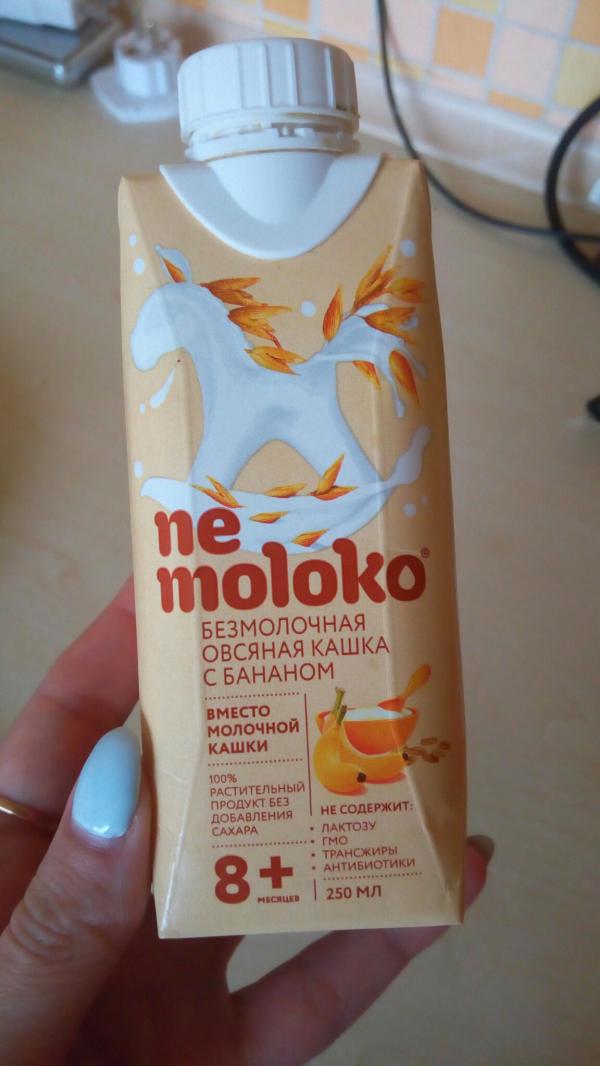 ne
moloko®
БЕЗМОЛОЧНАЯ
ОВСЯНАЯ КАШКА
С БАНАНОМ
ВМЕСТО
МОЛОЧНОЙ
КАШКИ
100%
РАСТИТЕЛЬНЫЙ
ПРОДУКТ БЕЗ
ДОБАВЛЕНИЯ
САХАРА
8+
МЕСЯЦЕВ
НЕ СОДЕРЖИТ:
• ЛАКТОЗУ
• ГМО
• ТРАНСЖИРЫ
• АНТИБИОТИКИ
250 МЛ